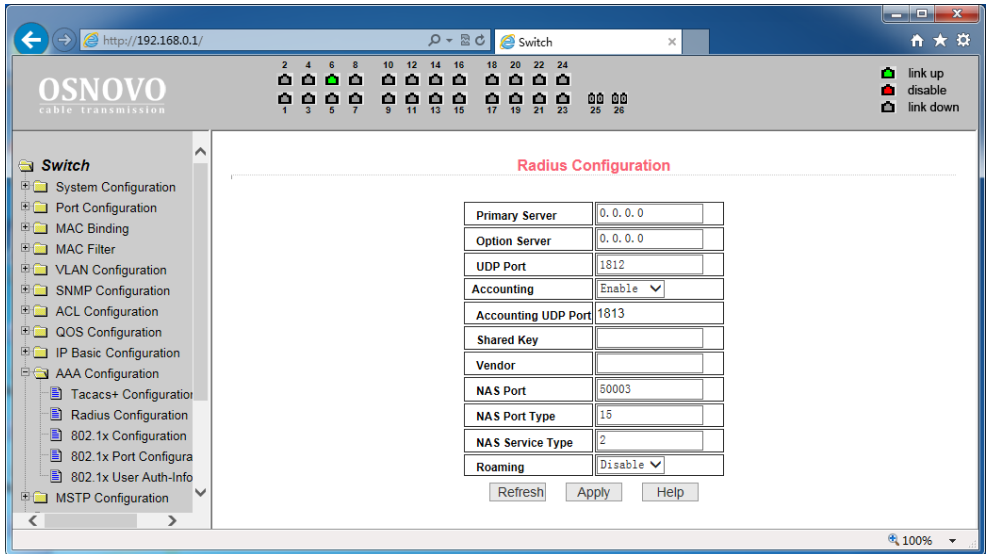 http://192.168.0.1/
Switch
OSNOVO
cable transmission
2 4 6 8 10 12 14 16 18 20 22 24
1 3 5 7 9 11 13 15 17 19 21 23 25 26
link up
disable
link down
Switch
System Configuration
Port Configuration
MAC Binding
MAC Filter
VLAN Configuration
SNMP Configuration
ACL Configuration
QOS Configuration
IP Basic Configuration
AAA Configuration
Tacacs+ Configuration
Radius Configuration
802.1x Configuration
802.1x Port Configura
802.1x User Auth-Info
MSTP Configuration
Radius Configuration
Primary Server 0.0.0.0
Option Server 0.0.0.0
UDP Port 1812
Accounting Enable
Accounting UDP Port 1813
Shared Key
Vendor
NAS Port 50003
NAS Port Type 15
NAS Service Type 2
Roaming Disable
Refresh Apply Help
100%